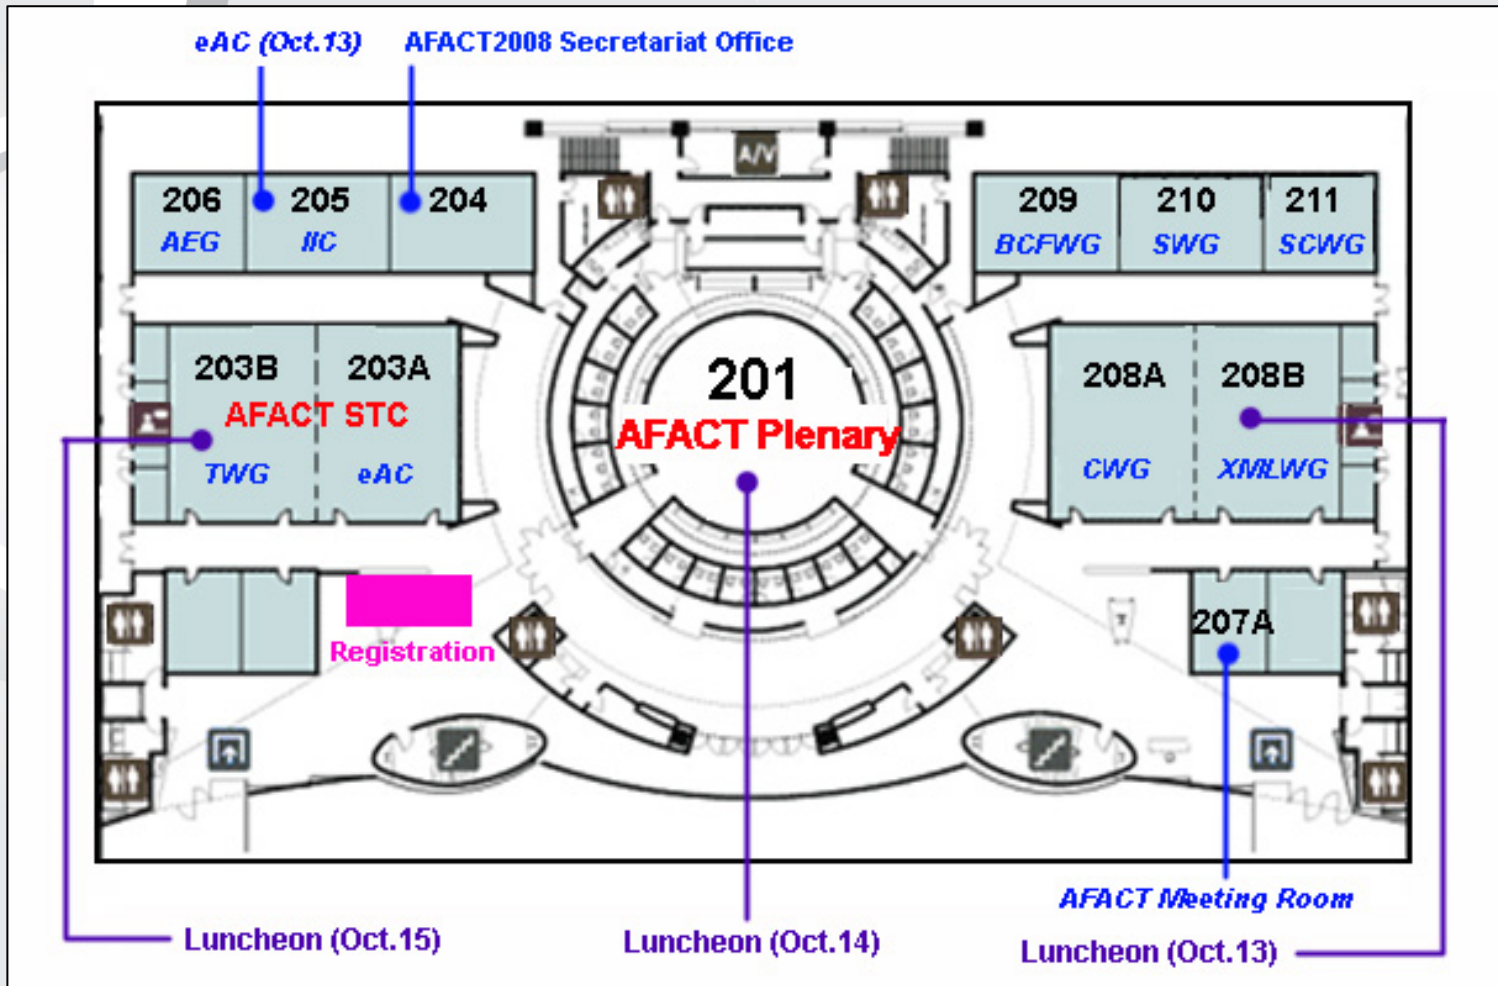 eAC (Oct.13) AFACT2008 Secretariat Office
A/V
206 205 204 209 210 211
AEG IIC BCFWG SWG SCWG
203B 203A 201 208A 208B
AFACT STC AFACT Plenary
TWG eAC CWG XMLWG
207A
Registration
AFACT Meeting Room
Luncheon (Oct.15) Luncheon (Oct.14) Luncheon (Oct.13)